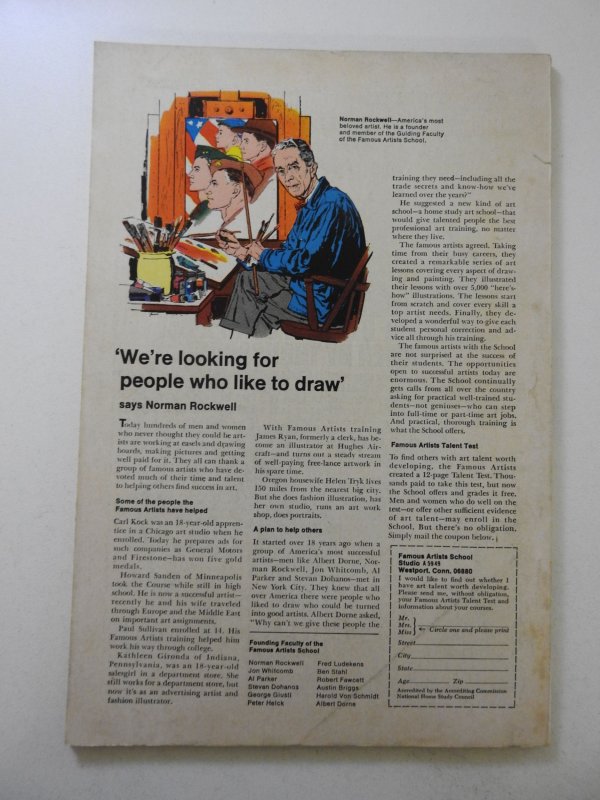 Norman Rockwell—America's most
beloved artist. He is a founder
and member of the Guiding Faculty
of the Famous Artists School.
'We're looking for
people who like to draw'
says Norman Rockwell
Today hundreds of men and women
who never thought they could be art-
ists are working at easels and drawing
boards, making pictures and getting
well paid for it. They all can thank a
group of famous artists who have de-
voted much of their time and talent
to helping others find success in art.
Some of the people the
Famous Artists have helped
Carl Kock was an 18-year-old appren-
tice in a Chicago art studio when he
enrolled. Today he prepares ads for
such companies as General Motors
and Firestone—has won five gold
medals.
Howard Sanden of Minneapolis
took the Course while still in high
school. He is now a successful artist—
recently he and his wife traveled
through Europe and the Middle East
on important art assignments.
Paul Sullivan enrolled at 14. His
Famous Artists training helped him
work his way through college.
Kathleen Gironda of Indiana,
Pennsylvania, was an 18-year-old
salesgirl in a department store. She
still works for a department store, but
now it's as an advertising artist and
fashion illustrator.
With Famous Artists training
James Ryan, formerly a clerk, has be-
come an illustrator at Hughes Air-
craft—and turns out a steady stream
of well-paying free-lance artwork in
his spare time.
Oregon housewife Helen Tryk lives
150 miles from the nearest big city.
But she does fashion illustration, has
her own studio, runs an art work
shop, does portraits.
A plan to help others
It started over 18 years ago when a
group of America's most successful
artists—men like Albert Dorne, Nor-
man Rockwell, Jon Whitcomb, Al
Parker and Stevan Dohanos—met in
New York City. They knew that all
over America there were people who
liked to draw who could be turned
into good artists. Albert Dorne asked,
"Why can't we give these people the
Founding Faculty of the
Famous Artists School
Norman Rockwell
Jon Whitcomb
Al Parker
Stevan Dohanos
George Giusti
Peter Helck
Fred Ludekens
Ben Stahl
Robert Fawcett
Austin Briggs
Harold Von Schmidt
Albert Dorne
training they need—including all the
trade secrets and know-how we've
learned over the years?"
He suggested a new kind of art
school—a home study art school—that
would give talented people the best
professional art training, no matter
where they live.
The famous artists agreed. Taking
time from their busy careers, they
created a remarkable series of art
lessons covering every aspect of draw-
ing and painting. They illustrated
their lessons with over 5,000 "here's-
how" illustrations. The lessons start
from scratch and cover every skill a
top artist needs. Finally, they de-
veloped a wonderful way to give each
student personal correction and ad-
vice all through his training.
The famous artists with the School
are not surprised at the success of
their students. The opportunities
open to successful artists today are
enormous. The School continually
gets calls from all over the country
asking for practical well-trained stu-
dents—not geniuses—who can step
into full-time or part-time art jobs.
And practical, thorough training is
what the School offers.
Famous Artists Talent Test
To find others with art talent worth
developing, the Famous Artists
created a 12-page Talent Test. Thou-
sands paid to take this test, but now
the School offers and grades it free.
Men and women who do well on the
test—or offer other sufficient evidence
of art talent—may enroll in the
School. But there's no obligation.
Simply mail the coupon below.
Famous Artists School
Studio A 59-69
Westport, Conn. 06880
I would like to find out whether I
have art talent worth developing.
Please send me, without obligation,
your Famous Artists Talent Test and
information about your courses.
Mr.
Mrs.
Miss
Circle one and please print
Street
City
State
Age Zip
Accredited by the Accrediting Commission
National Home Study Council